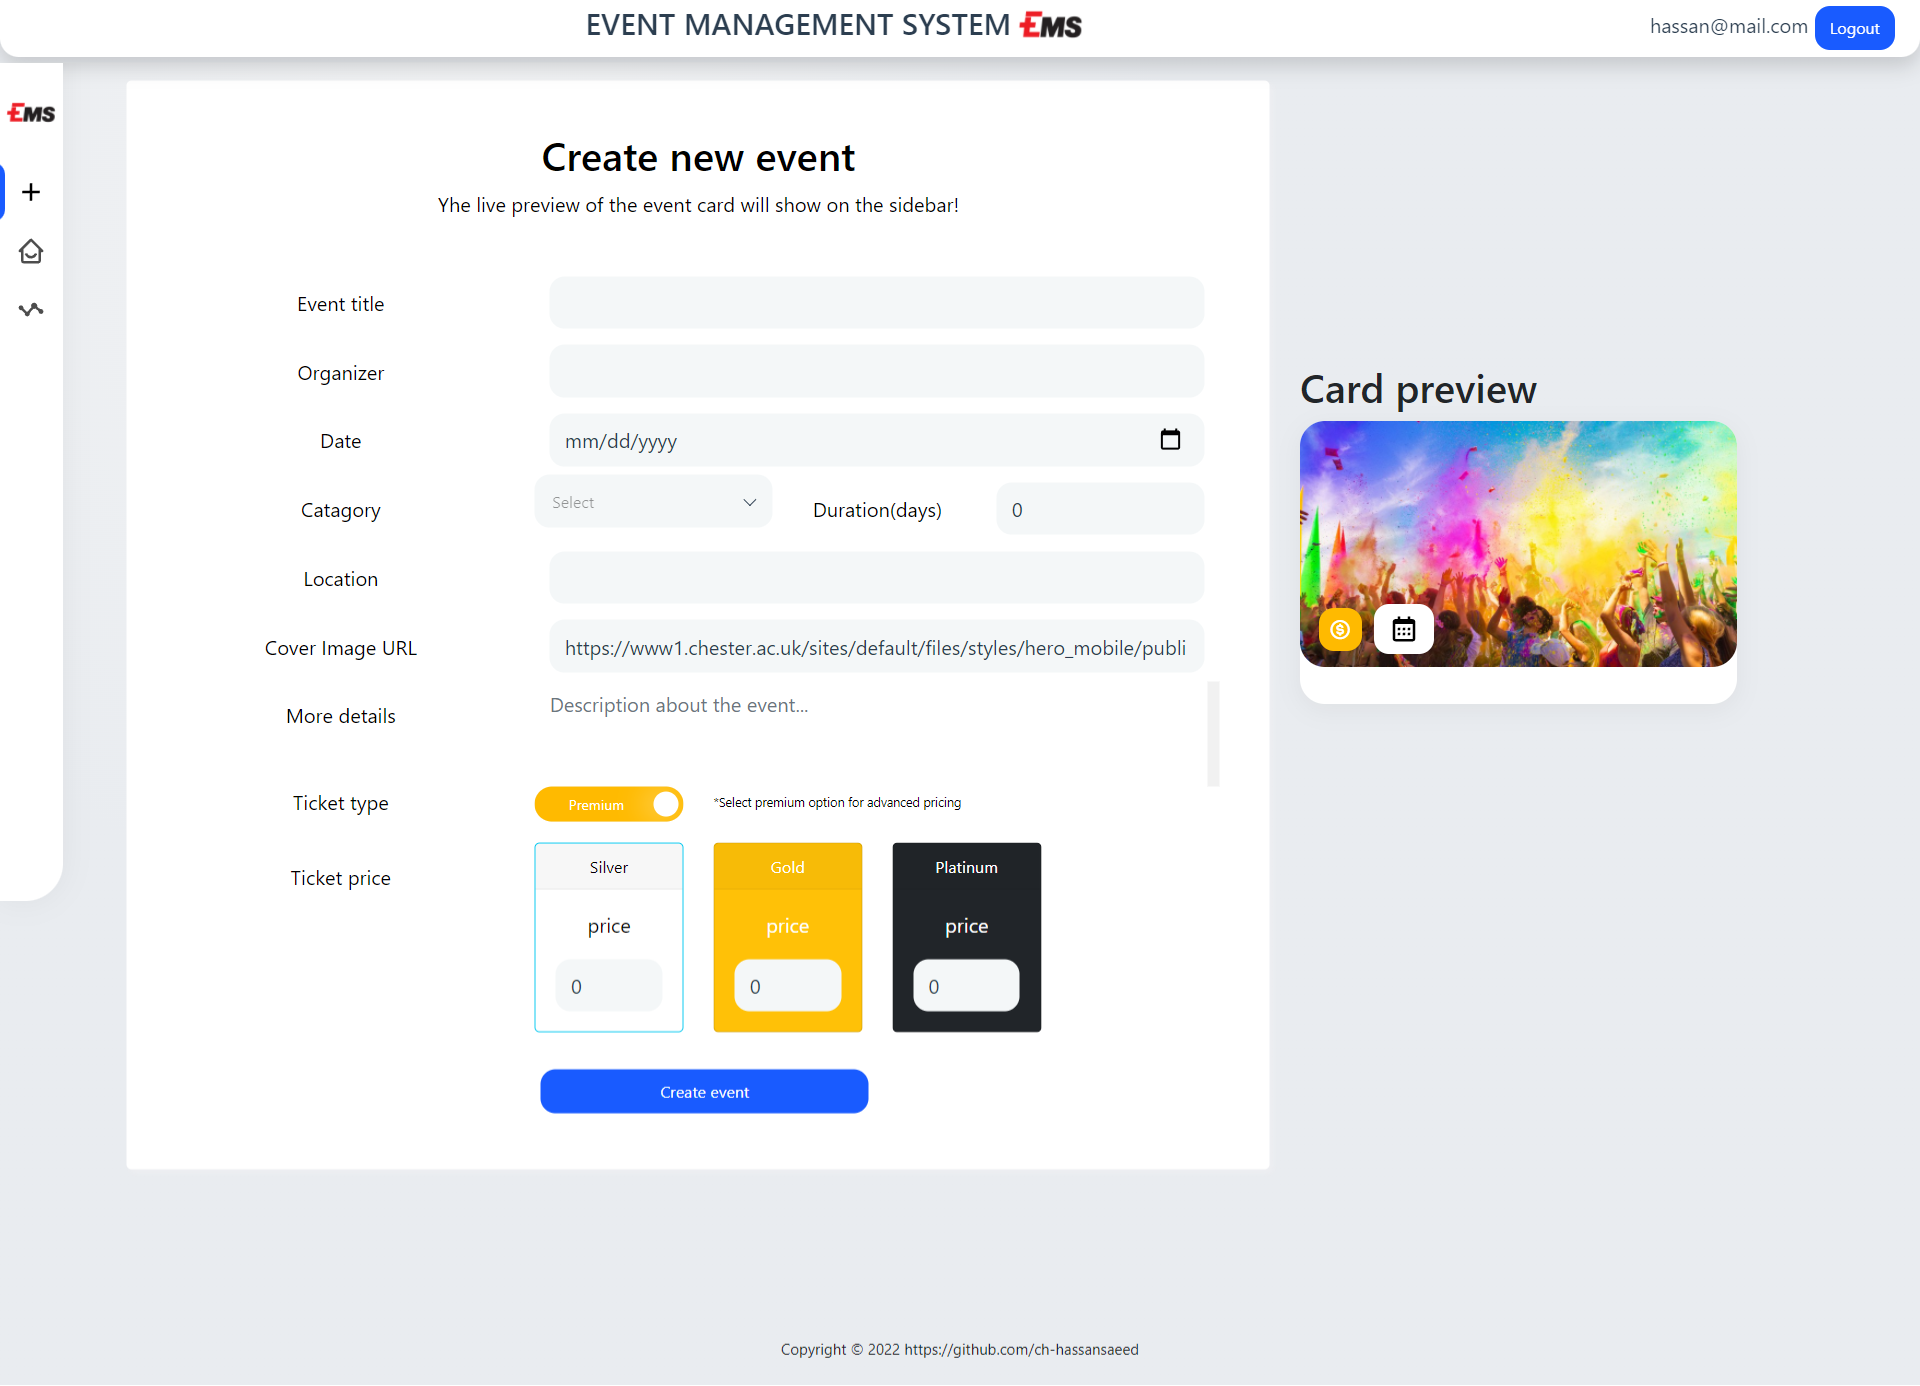 EVENT MANAGEMENT SYSTEM EMS
hassan@mail.com
Logout
EMS
Create new event
Yhe live preview of the event card will show on the sidebar!
Event title
Organizer
Date
mm/dd/yyyy
Catagory
Select
Duration(days)
0
Location
Cover Image URL
https://www1.chester.ac.uk/sites/default/files/styles/hero_mobile/publi
More details
Description about the event...
Ticket type
Premium
*Select premium option for advanced pricing
Ticket price
Silver
price
0
Gold
price
0
Platinum
price
0
Create event
Card preview
Copyright © 2022 https://github.com/ch-hassansaeed